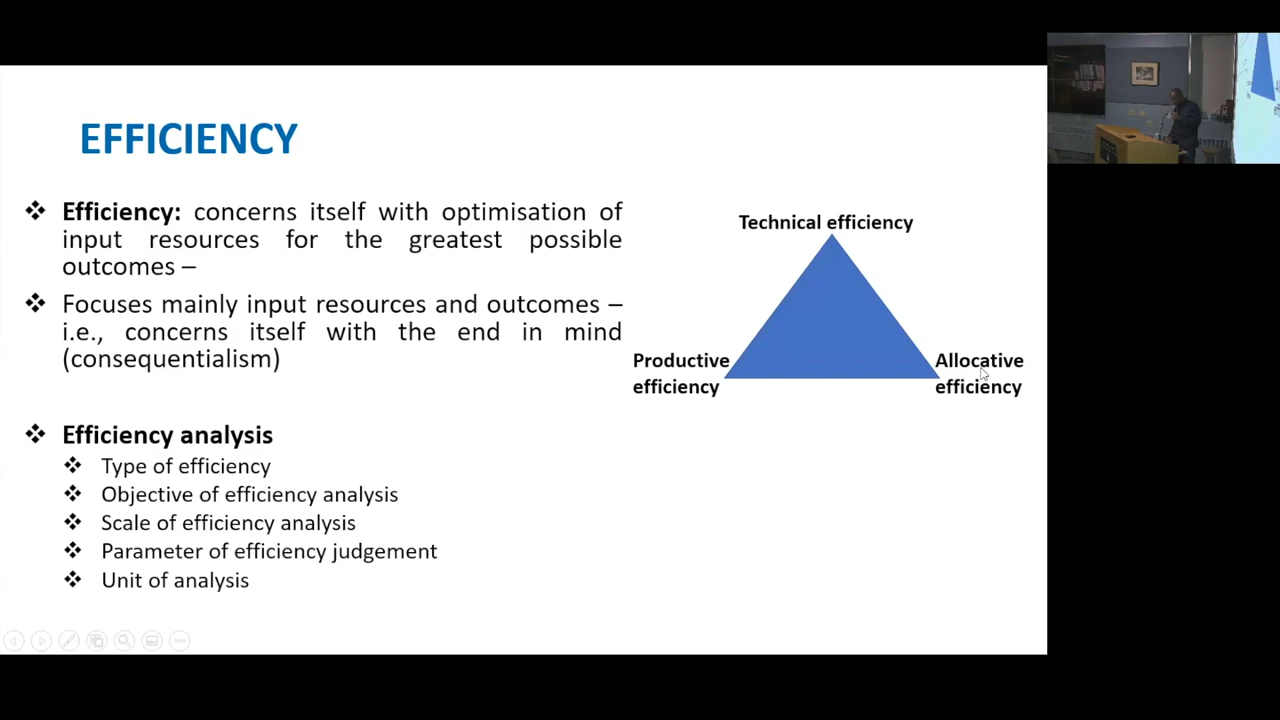 EFFICIENCY
❖ Efficiency: concerns itself with optimisation of
input resources for the greatest possible
outcomes –
❖ Focuses mainly input resources and outcomes –
i.e., concerns itself with the end in mind
(consequentialism)
❖ Efficiency analysis
❖ Type of efficiency
❖ Objective of efficiency analysis
❖ Scale of efficiency analysis
❖ Parameter of efficiency judgement
❖ Unit of analysis
Technical efficiency
Productive
efficiency
Allocative
efficiency